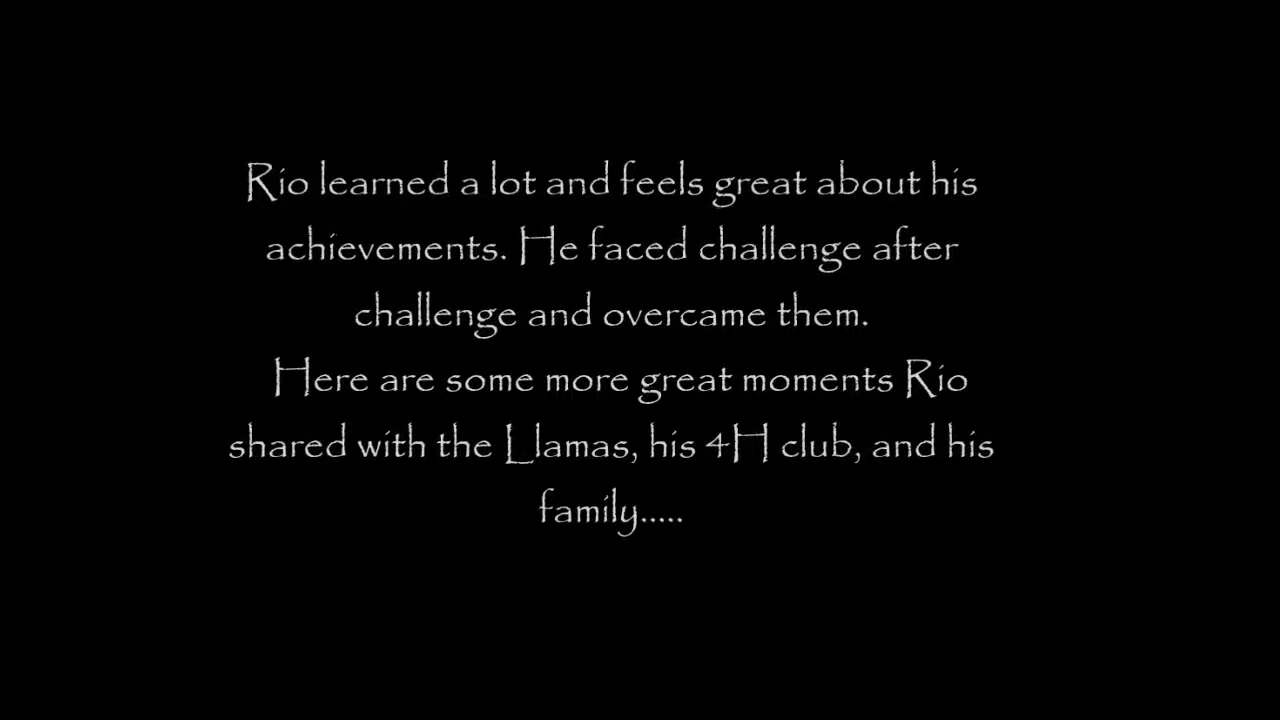 Rio learned a lot and feels great about his
achievements. He faced challenge after
challenge and overcame them.
Here are some more great moments Rio
shared with the Llamas, his 4H club, and his
family.....